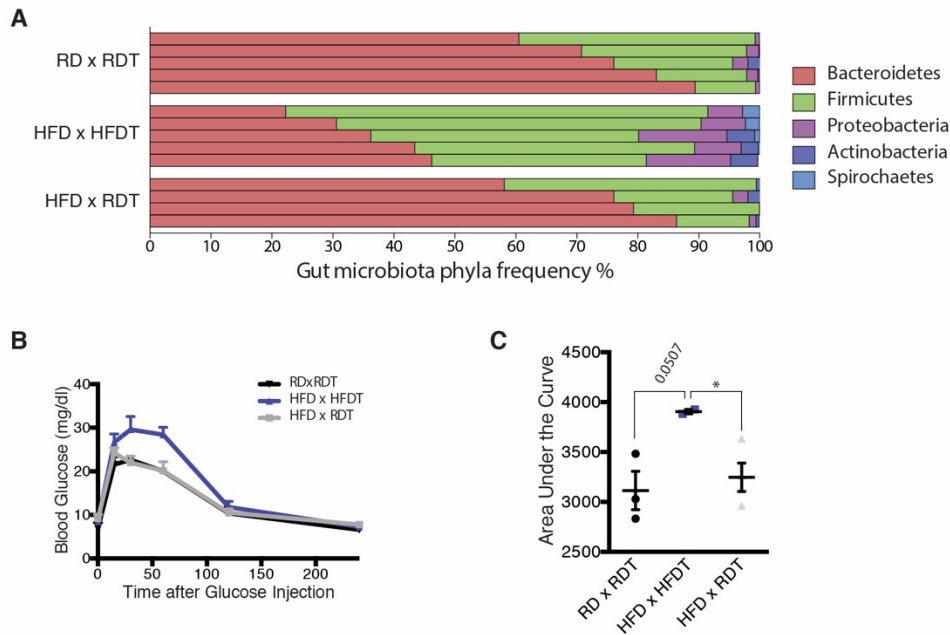 A
RD x RDT
HFD x HFDT
HFD x RDT
0 10 20 30 40 50 60 70 80 90 100
Gut microbiota phyla frequency %
Bacteroidetes
Firmicutes
Proteobacteria
Actinobacteria
Spirochaetes
B
RDxRDT
HFD x HFDT
HFD x RDT
Blood Glucose (mg/dl)
40
30
20
10
0
0 50 100 150 200
Time after Glucose Injection
C
Area Under the Curve
4500
4000
3500
3000
2500
0.0507
*
RD x RDT
HFD x HFDT
HFD x RDT